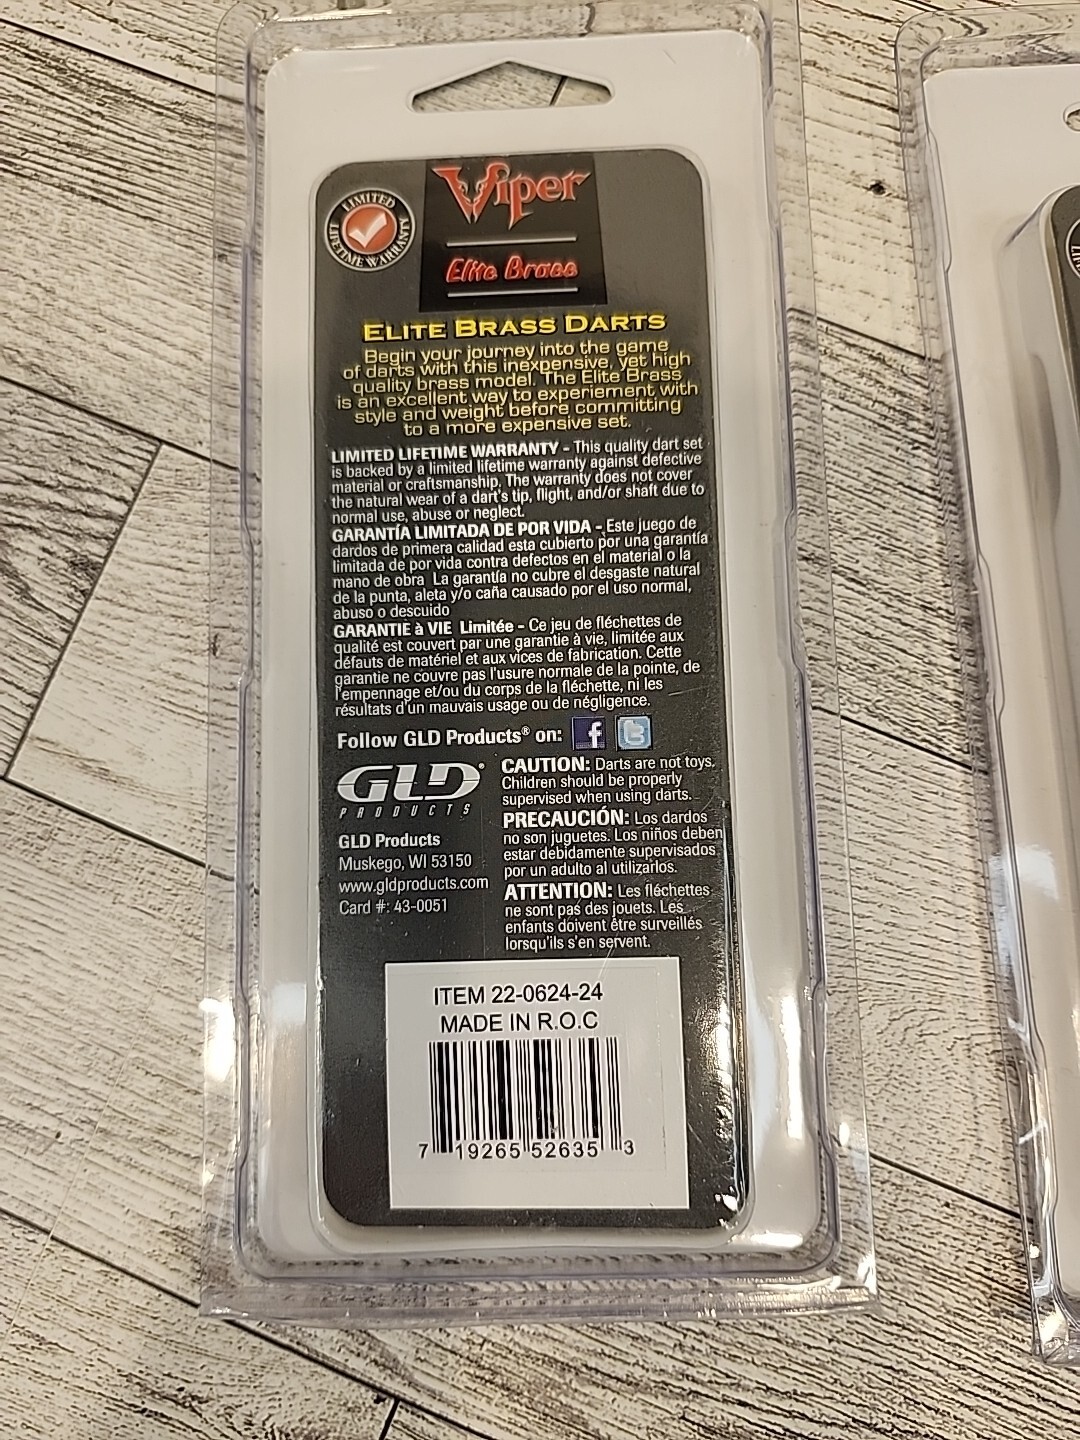 LIMITED
LIFETIME WARRANTY
Viper
Elite Brass
ELITE BRASS DARTS
Begin your journey into the game
of darts with this inexpensive, yet high
quality brass model. The Elite Brass
is an excellent way to experiement with
style and weight before committing
to a more expensive set.
LIMITED LIFETIME WARRANTY - This quality dart set
is backed by a limited lifetime warranty against defective
material or craftsmanship. The warranty does not cover
the natural wear of a dart's tip, flight, and/or shaft due to
normal use, abuse or neglect.
GARANTÍA LIMITADA DE POR VIDA - Este juego de
dardos de primera calidad esta cubierto por una garantía
limitada de por vida contra defectos en el material o la
mano de obra La garantía no cubre el desgaste natural
de la punta, aleta y/o caña causado por el uso normal,
abuso o descuido
GARANTIE à VIE Limitée - Ce jeu de fléchettes de
qualité est couvert par une garantie à vie, limitée aux
défauts de matériel et aux vices de fabrication. Cette
garantie ne couvre pas l'usure normale de la pointe, de
l'empennage et/ou du corps de la fléchette, ni les
résultats d'un mauvais usage ou de négligence.
Follow GLD Products® on: f t
GLD®
PRODUCTS
GLD Products
Muskego, WI 53150
www.gldproducts.com
Card #: 43-0051
CAUTION: Darts are not toys.
Children should be properly
supervised when using darts.
PRECAUCIÓN: Los dardos
no son juguetes. Los niños deben
estar debidamente supervisados
por un adulto al utilizarlos.
ATTENTION: Les fléchettes
ne sont pas des jouets. Les
enfants doivent être surveillés
lorsqu'ils s'en servent.
ITEM 22-0624-24
MADE IN R.O.C
7 19265 52635 3